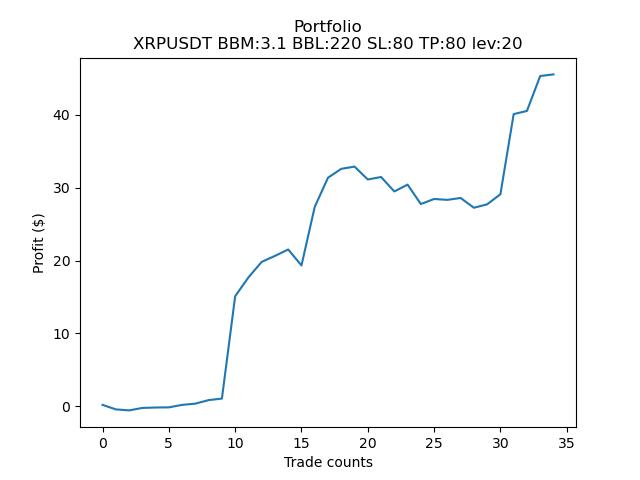 Portfolio
XRPUSDT BBM:3.1 BBL:220 SL:80 TP:80 lev:20
Profit ($)
40
30
20
10
0
0 5 10 15 20 25 30 35
Trade counts